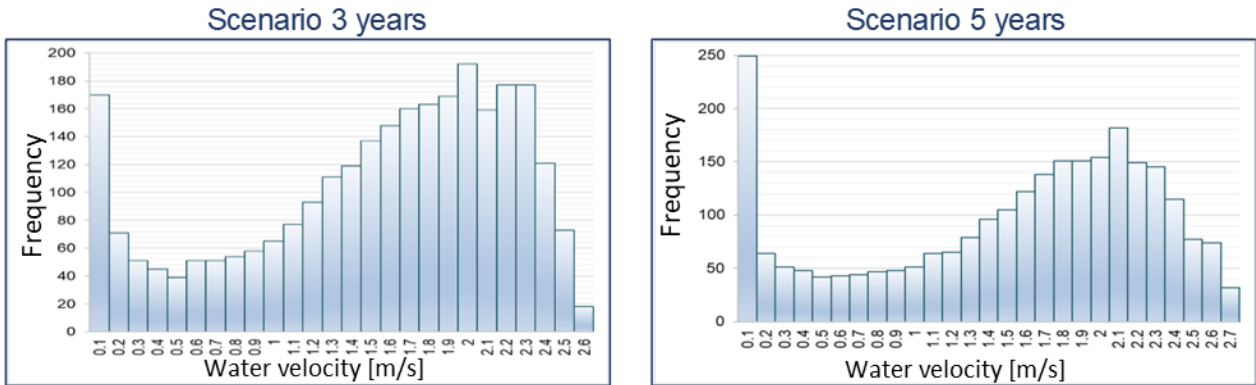 Scenario 3 years
Frequency
200
180
160
140
120
100
80
60
40
20
0
0.1 0.2 0.3 0.4 0.5 0.6 0.7 0.8 0.9 1 1.1 1.2 1.3 1.4 1.5 1.6 1.7 1.8 1.9 2 2.1 2.2 2.3 2.4 2.5 2.6
Water velocity [m/s]
Scenario 5 years
Frequency
250
200
150
100
50
0
0.1 0.2 0.3 0.4 0.5 0.6 0.7 0.8 0.9 1 1.1 1.2 1.3 1.4 1.5 1.6 1.7 1.8 1.9 2 2.1 2.2 2.3 2.4 2.5 2.6 2.7
Water velocity [m/s]